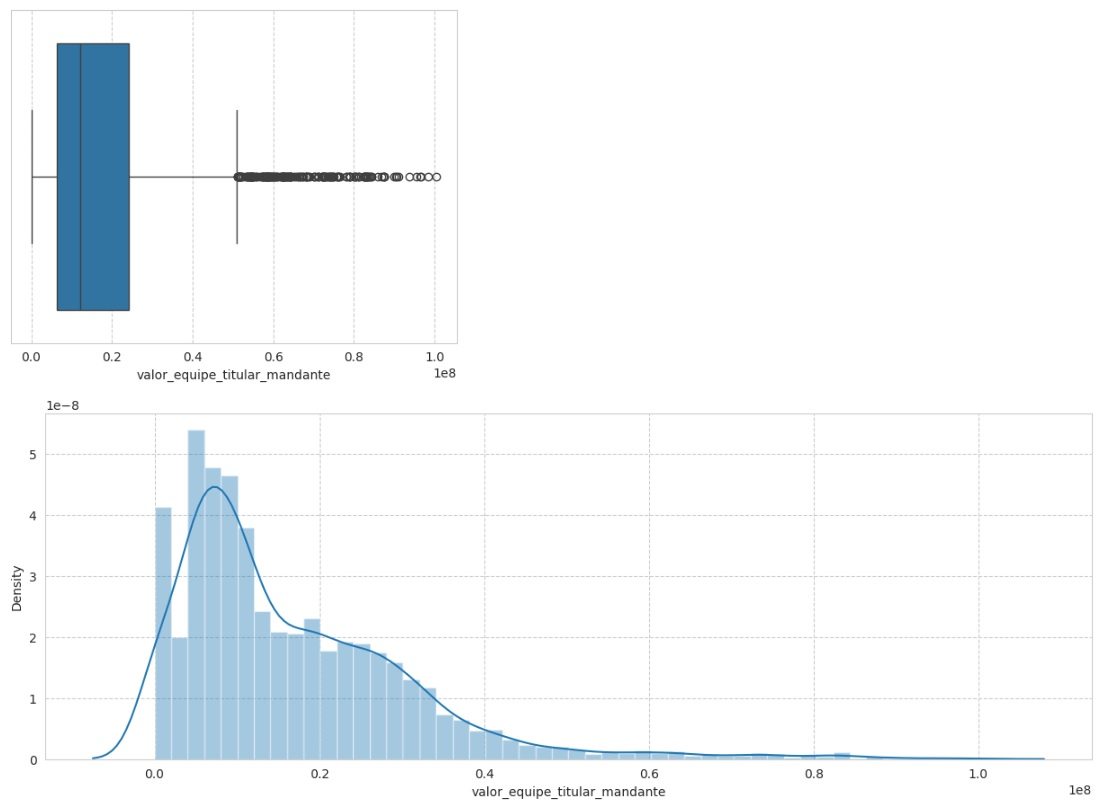 0.0 0.2 0.4 0.6 0.8 1.0
valor_equipe_titular_mandante
1e8
1e−8
5
4
3
2
1
0
Density
0.0 0.2 0.4 0.6 0.8 1.0
valor_equipe_titular_mandante
1e8